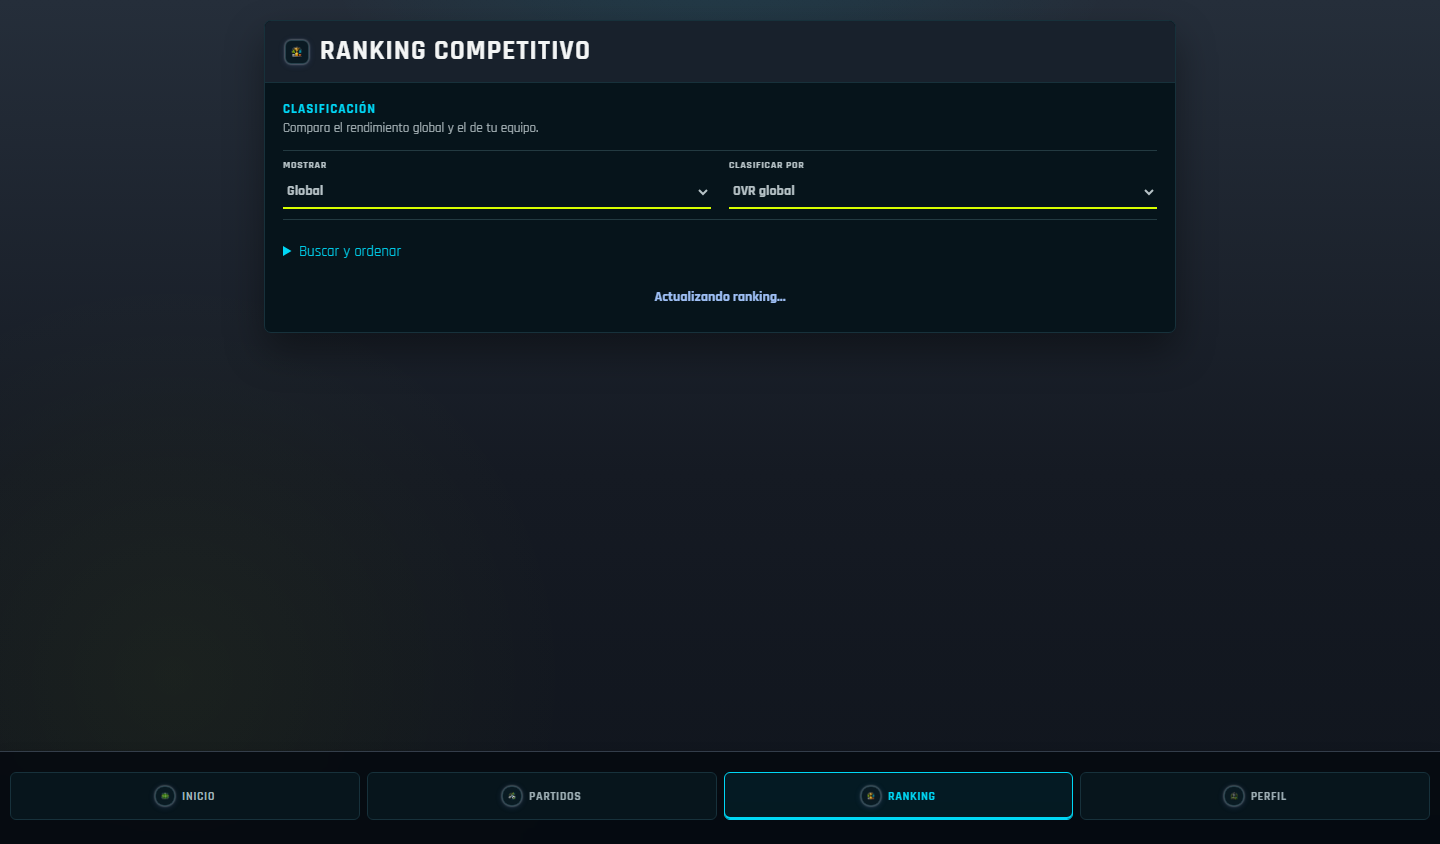 RANKING COMPETITIVO
CLASIFICACIÓN
Compara el rendimiento global y el de tu equipo.
MOSTRAR
Global
CLASIFICAR POR
OVR global
Buscar y ordenar
Actualizando ranking...
INICIO
PARTIDOS
RANKING
PERFIL